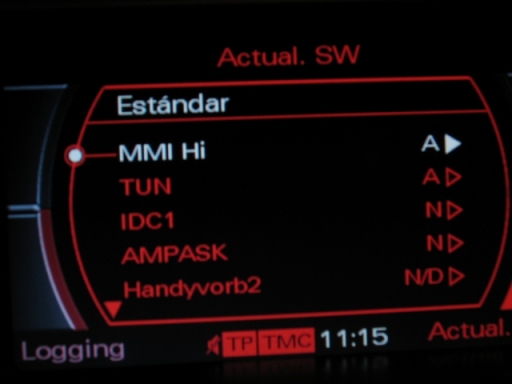 Actual. SW
Estándar
MMI Hi A
TUN A
IDC1 N
AMPASK N
Handyvorb2 N/D
Logging TP TMC 11:15 Actual.